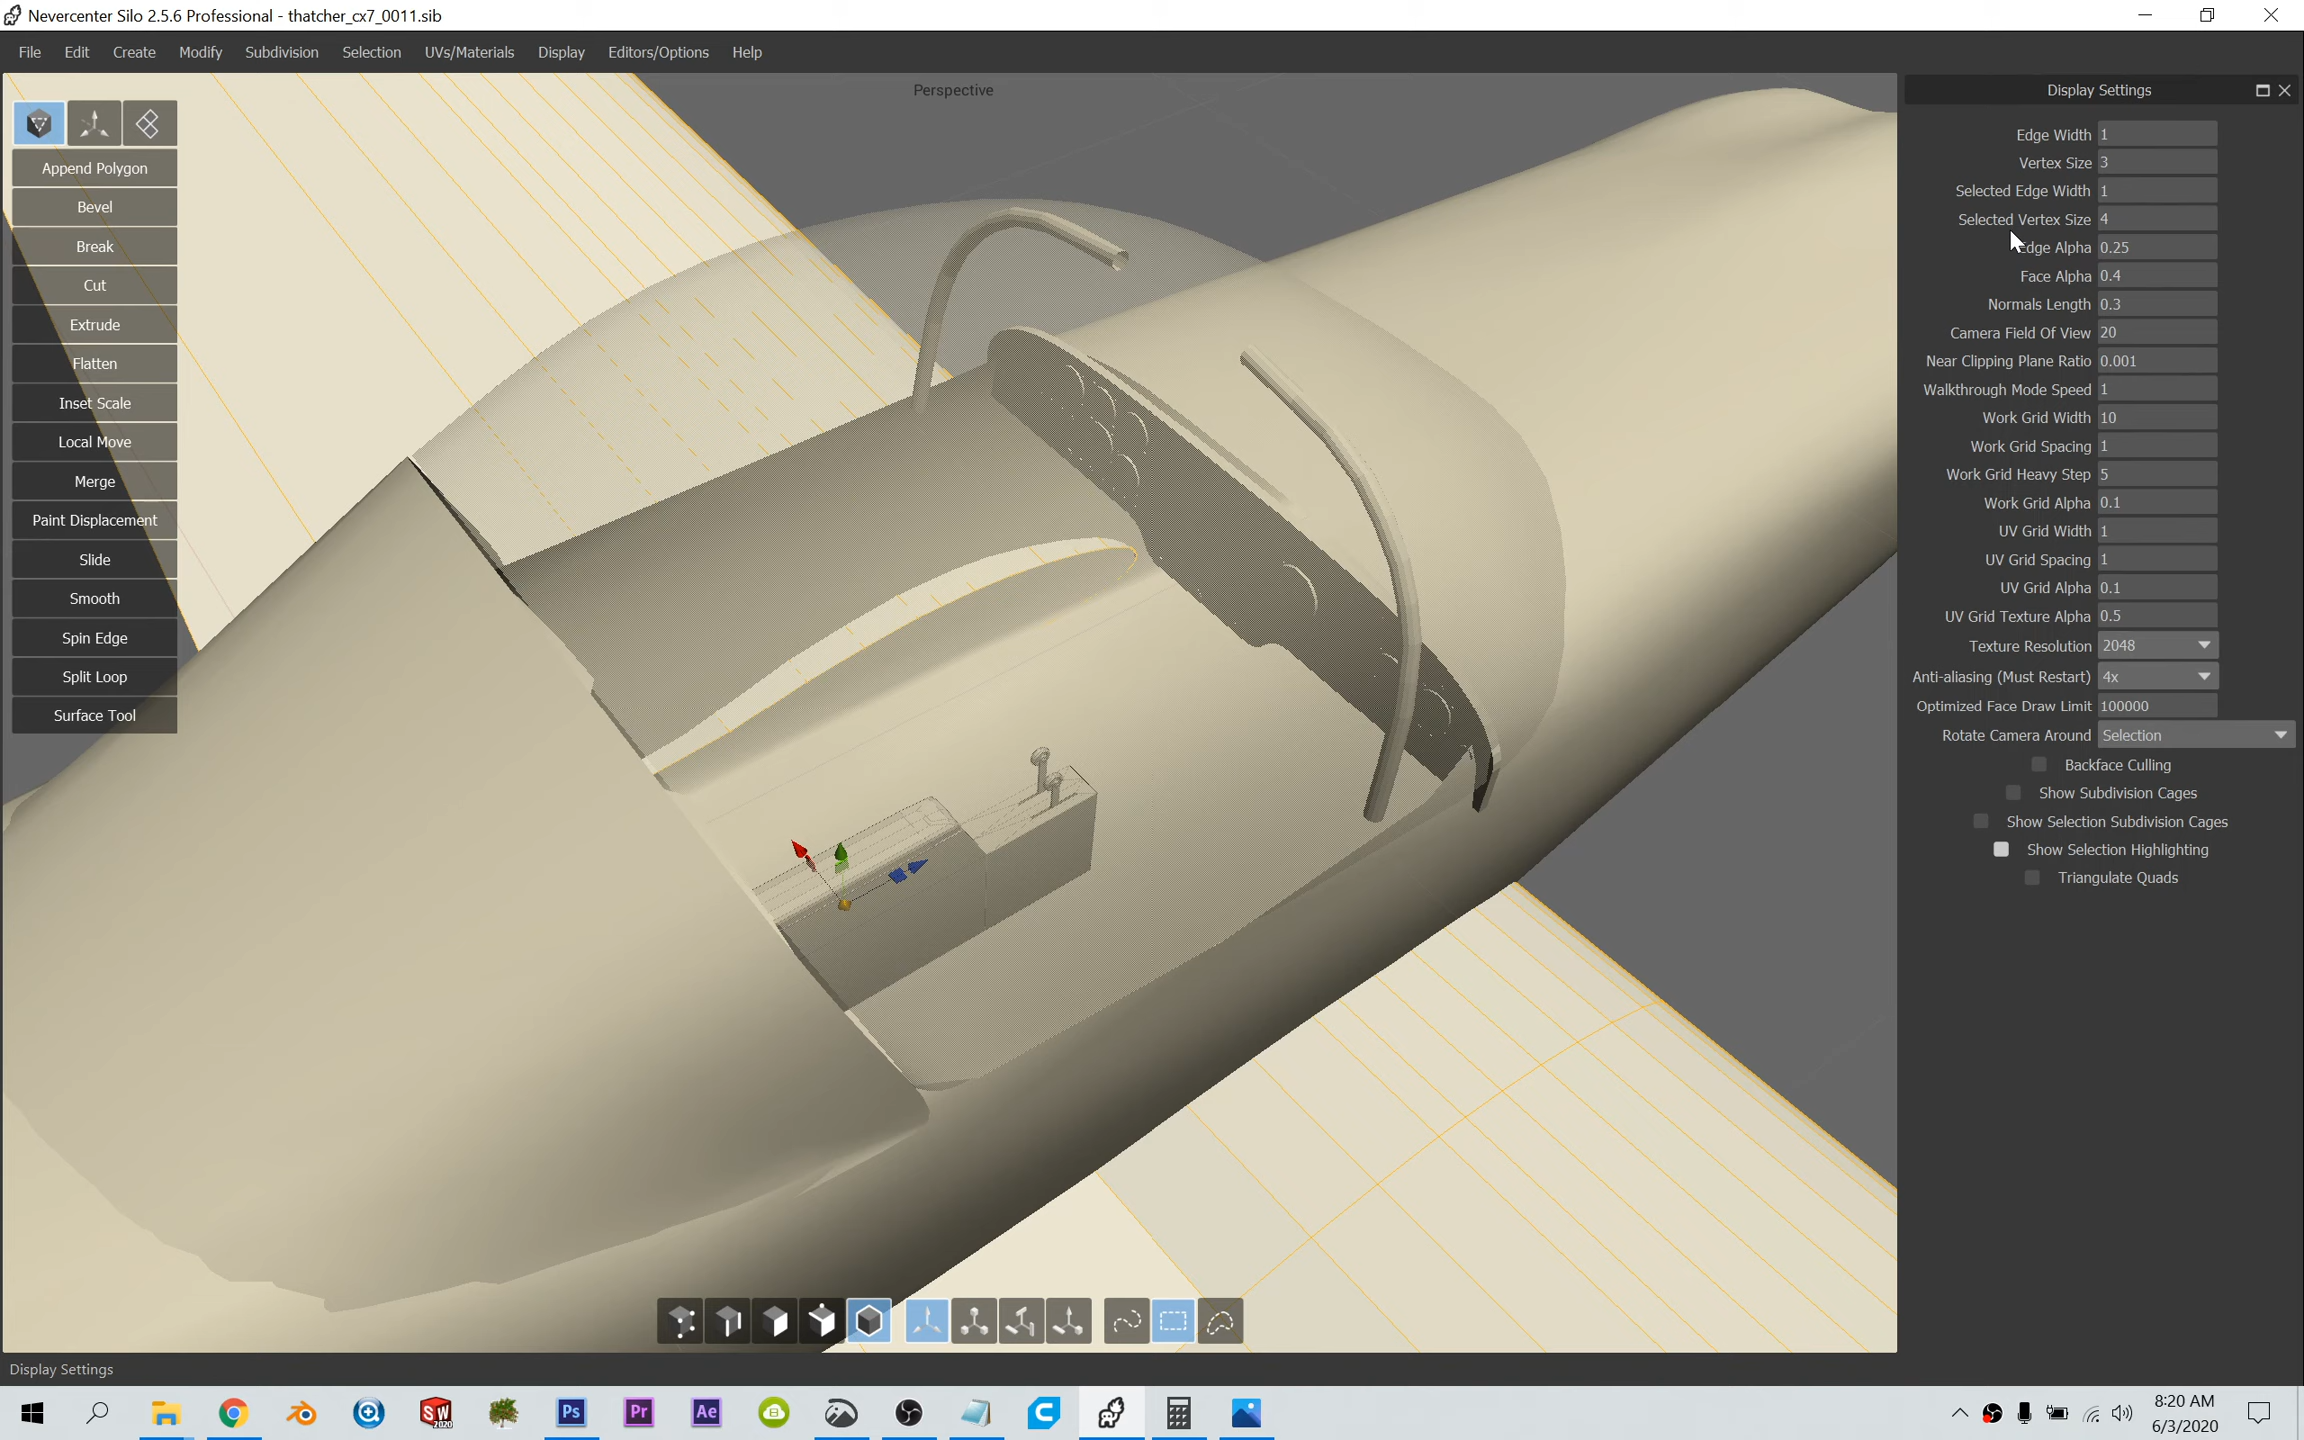 Nevercenter Silo 2.5.6 Professional - thatcher_cx7_0011.sib
File Edit Create Modify Subdivision Selection UVs/Materials Display Editors/Options Help
Perspective
Append Polygon
Bevel
Break
Cut
Extrude
Flatten
Inset Scale
Local Move
Merge
Paint Displacement
Slide
Smooth
Spin Edge
Split Loop
Surface Tool
Display Settings
Edge Width 1
Vertex Size 3
Selected Edge Width 1
Selected Vertex Size 4
Edge Alpha 0.25
Face Alpha 0.4
Normals Length 0.3
Camera Field Of View 20
Near Clipping Plane Ratio 0.001
Walkthrough Mode Speed 1
Work Grid Width 10
Work Grid Spacing 1
Work Grid Heavy Step 5
Work Grid Alpha 0.1
UV Grid Width 1
UV Grid Spacing 1
UV Grid Alpha 0.1
UV Grid Texture Alpha 0.5
Texture Resolution 2048
Anti-aliasing (Must Restart) 4x
Optimized Face Draw Limit 100000
Rotate Camera Around Selection
Backface Culling
Show Subdivision Cages
Show Selection Subdivision Cages
Show Selection Highlighting
Triangulate Quads
Display Settings
SW
2020
Ps
Pr
Ae
8:20 AM
6/3/2020